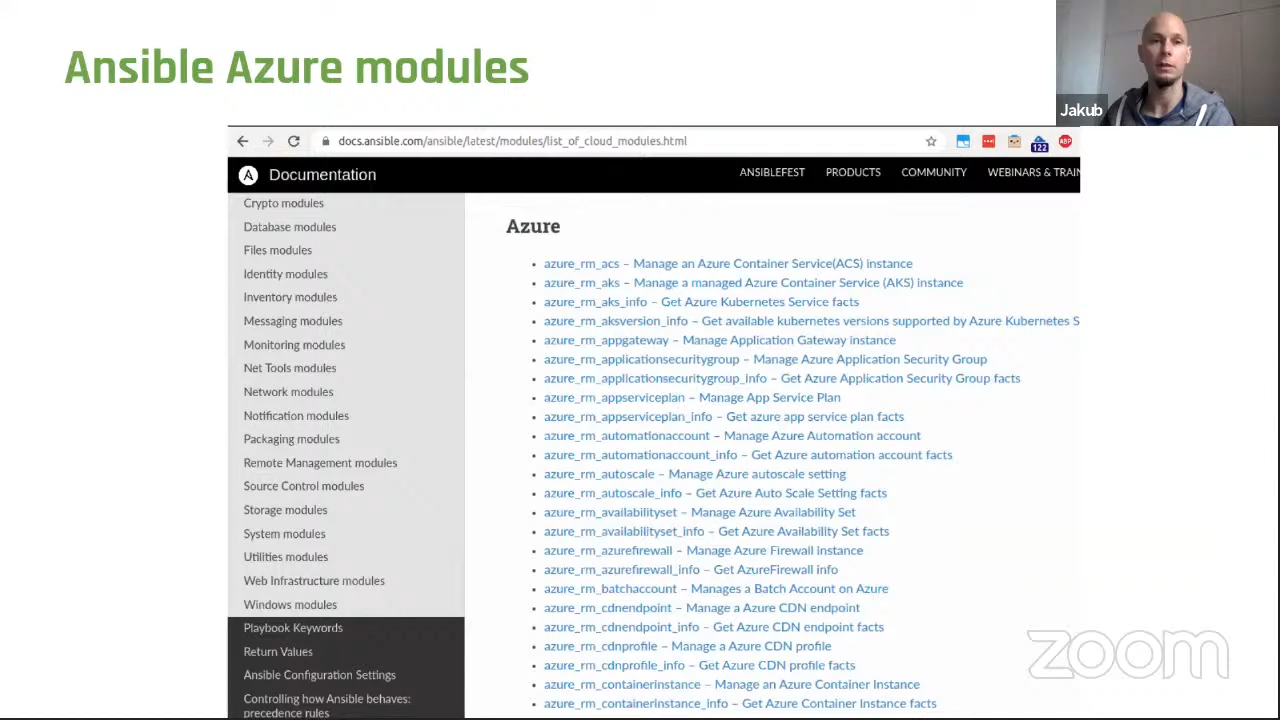 Ansible Azure modules
Jakub
docs.ansible.com/ansible/latest/modules/list_of_cloud_modules.html
122
ABP
A Documentation
ANSIBLEFEST PRODUCTS COMMUNITY WEBINARS & TRAIN
Crypto modules
Database modules
Files modules
Identity modules
Inventory modules
Messaging modules
Monitoring modules
Net Tools modules
Network modules
Notification modules
Packaging modules
Remote Management modules
Source Control modules
Storage modules
System modules
Utilities modules
Web Infrastructure modules
Windows modules
Playbook Keywords
Return Values
Ansible Configuration Settings
Controlling how Ansible behaves:
precedence rules
Azure
azure_rm_acs – Manage an Azure Container Service(ACS) instance
azure_rm_aks – Manage a managed Azure Container Service (AKS) instance
azure_rm_aks_info – Get Azure Kubernetes Service facts
azure_rm_aksversion_info – Get available kubernetes versions supported by Azure Kubernetes S
azure_rm_appgateway – Manage Application Gateway instance
azure_rm_applicationsecuritygroup – Manage Azure Application Security Group
azure_rm_applicationsecuritygroup_info – Get Azure Application Security Group facts
azure_rm_appserviceplan – Manage App Service Plan
azure_rm_appserviceplan_info – Get azure app service plan facts
azure_rm_automationaccount – Manage Azure Automation account
azure_rm_automationaccount_info – Get Azure automation account facts
azure_rm_autoscale – Manage Azure autoscale setting
azure_rm_autoscale_info – Get Azure Auto Scale Setting facts
azure_rm_availabilityset – Manage Azure Availability Set
azure_rm_availabilityset_info – Get Azure Availability Set facts
azure_rm_azurefirewall – Manage Azure Firewall instance
azure_rm_azurefirewall_info – Get AzureFirewall info
azure_rm_batchaccount – Manages a Batch Account on Azure
azure_rm_cdnendpoint – Manage a Azure CDN endpoint
azure_rm_cdnendpoint_info – Get Azure CDN endpoint facts
azure_rm_cdnprofile – Manage a Azure CDN profile
azure_rm_cdnprofile_info – Get Azure CDN profile facts
azure_rm_containerinstance – Manage an Azure Container Instance
azure_rm_containerinstance_info – Get Azure Container Instance facts
zoom